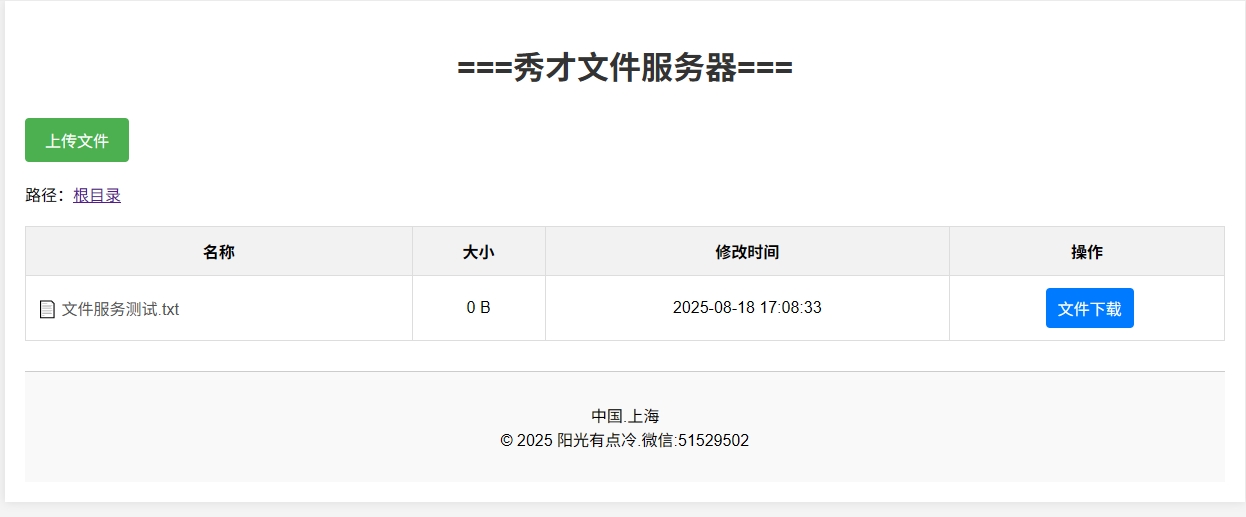 ===秀才文件服务器===
上传文件
路径：根目录
名称 大小 修改时间 操作
文件服务测试.txt 0 B 2025-08-18 17:08:33 文件下载
中国.上海
© 2025 阳光有点冷.微信:51529502